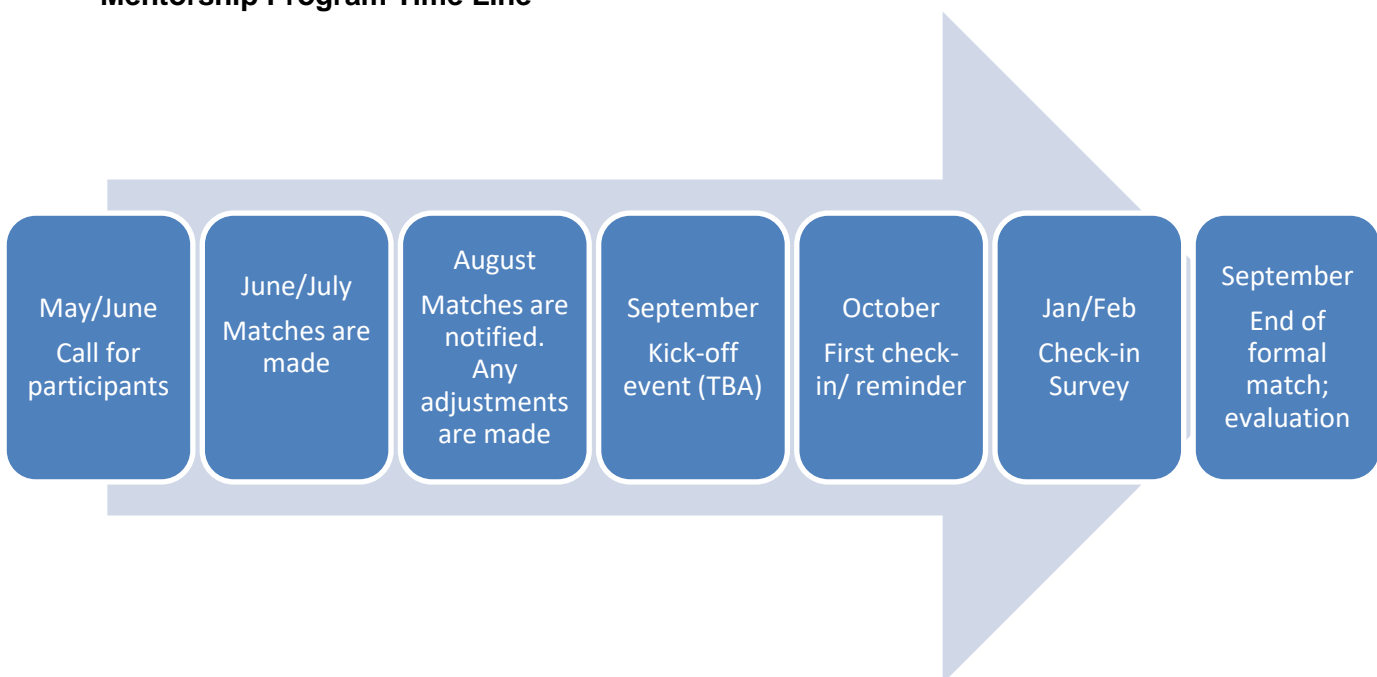 Mentorship Program Time Line
May/June
Call for
participants
June/July
Matches are
made
August
Matches are
notified.
Any
adjustments
are made
September
Kick-off
event (TBA)
October
First check-
in/ reminder
Jan/Feb
Check-in
Survey
September
End of
formal
match;
evaluation